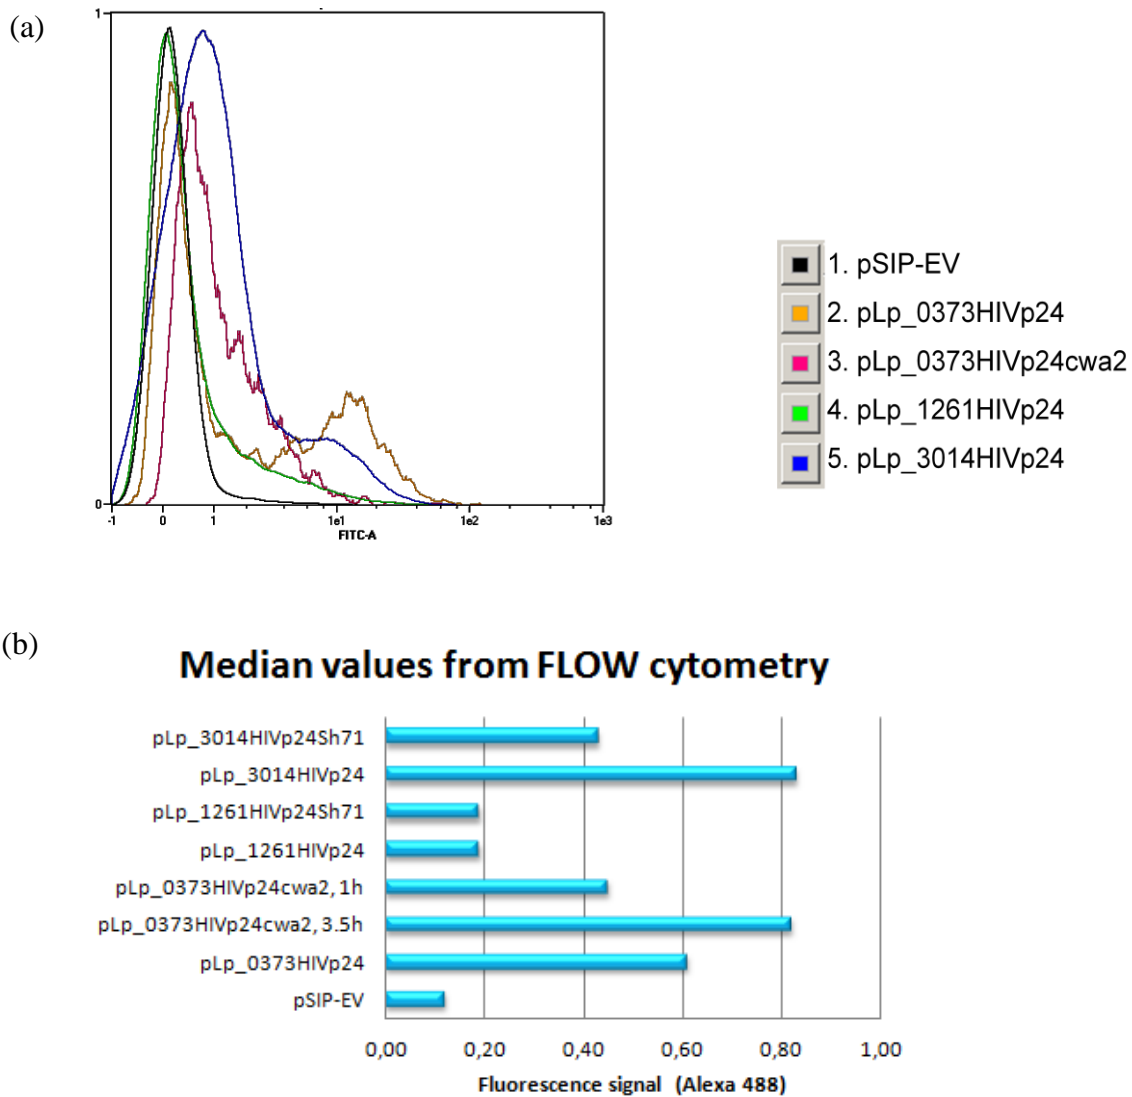 (a)
1
0
-1 0 1 1e1 1e2 1e3
FITC-A
1. pSIP-EV
2. pLp_0373HIVp24
3. pLp_0373HIVp24cwa2
4. pLp_1261HIVp24
5. pLp_3014HIVp24
(b)
Median values from FLOW cytometry
pLp_3014HIVp24Sh71
pLp_3014HIVp24
pLp_1261HIVp24Sh71
pLp_1261HIVp24
pLp_0373HIVp24cwa2, 1h
pLp_0373HIVp24cwa2, 3.5h
pLp_0373HIVp24
pSIP-EV
0,00 0,20 0,40 0,60 0,80 1,00
Fluorescence signal (Alexa 488)